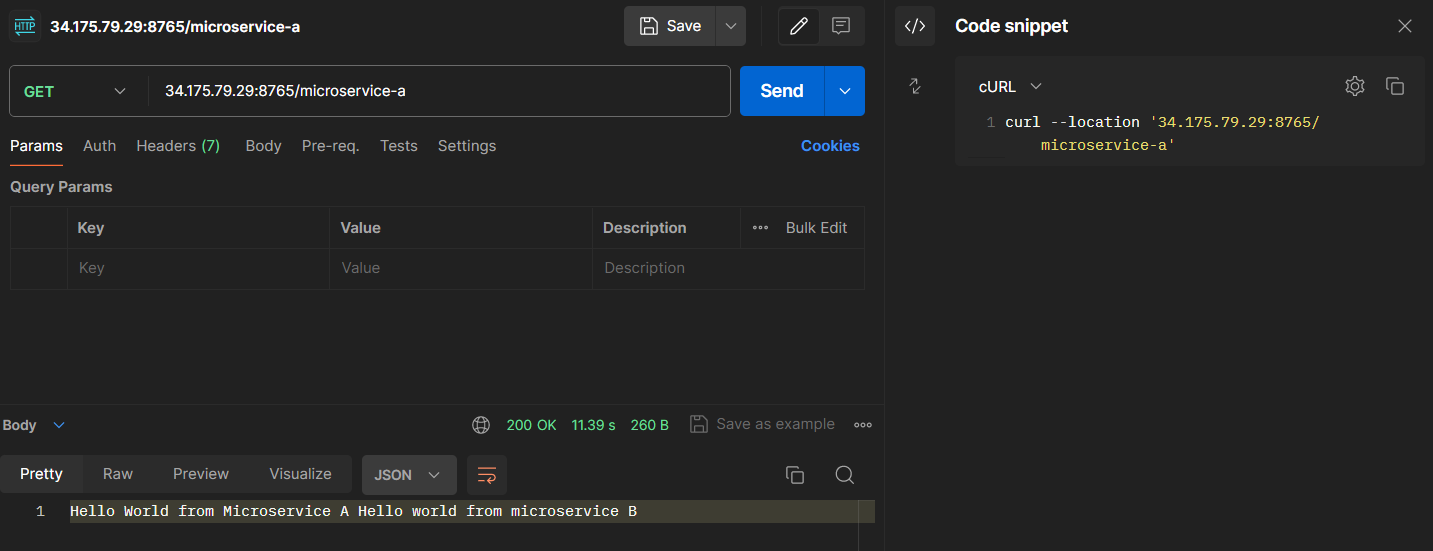 HTTP 34.175.79.29:8765/microservice-a Save
GET 34.175.79.29:8765/microservice-a Send
Params Auth Headers (7) Body Pre-req. Tests Settings Cookies
Query Params
Key Value Description Bulk Edit
Key Value Description
Body 200 OK 11.39 s 260 B Save as example
Pretty Raw Preview Visualize JSON
1 Hello World from Microservice A Hello world from microservice B
</> Code snippet
cURL
1 curl --location '34.175.79.29:8765/
microservice-a'